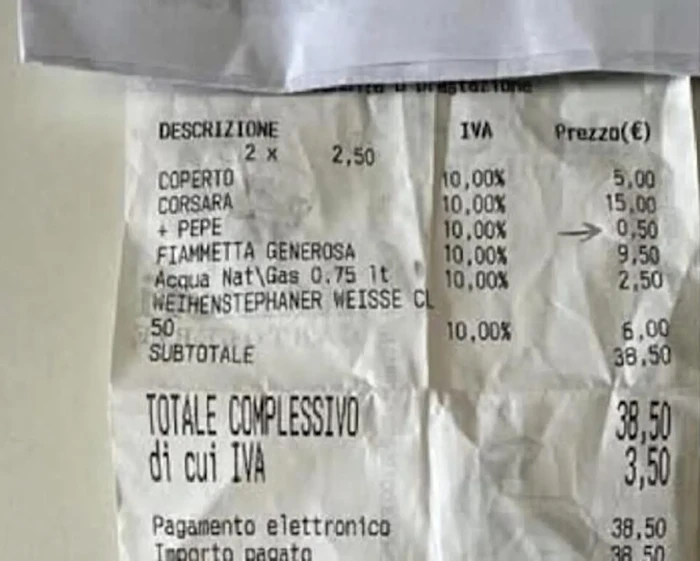 prestazione
DESCRIZIONE IVA Prezzo(€)
2 x 2,50
COPERTO 10,00% 5,00
CORSARA 10,00% 15,00
+ PEPE 10,00% 0,50
FIAMMETTA GENEROSA 10,00% 9,50
Acqua Nat\Gas 0.75 lt 10,00% 2,50
WEIHENSTEPHANER WEISSE CL
50 10,00% 6,00
SUBTOTALE 38,50
TOTALE COMPLESSIVO 38,50
di cui IVA 3,50
Pagamento elettronico 38,50
Importo pagato 38,50